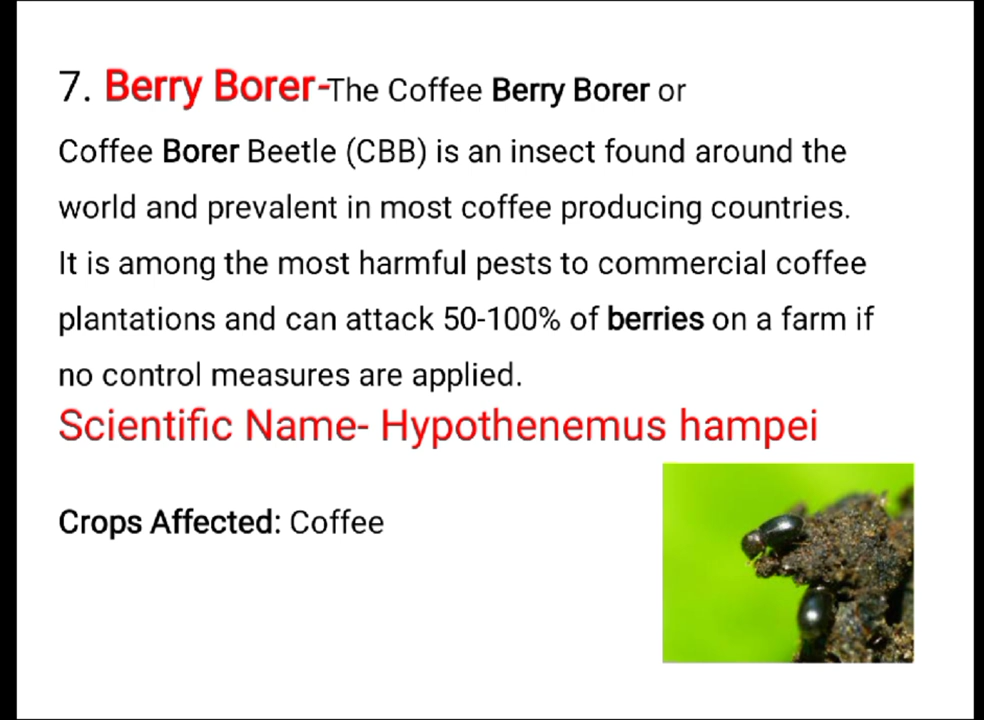 7. Berry Borer-The Coffee Berry Borer or
Coffee Borer Beetle (CBB) is an insect found around the
world and prevalent in most coffee producing countries.
It is among the most harmful pests to commercial coffee
plantations and can attack 50-100% of berries on a farm if
no control measures are applied.
Scientific Name- Hypothenemus hampei
Crops Affected: Coffee